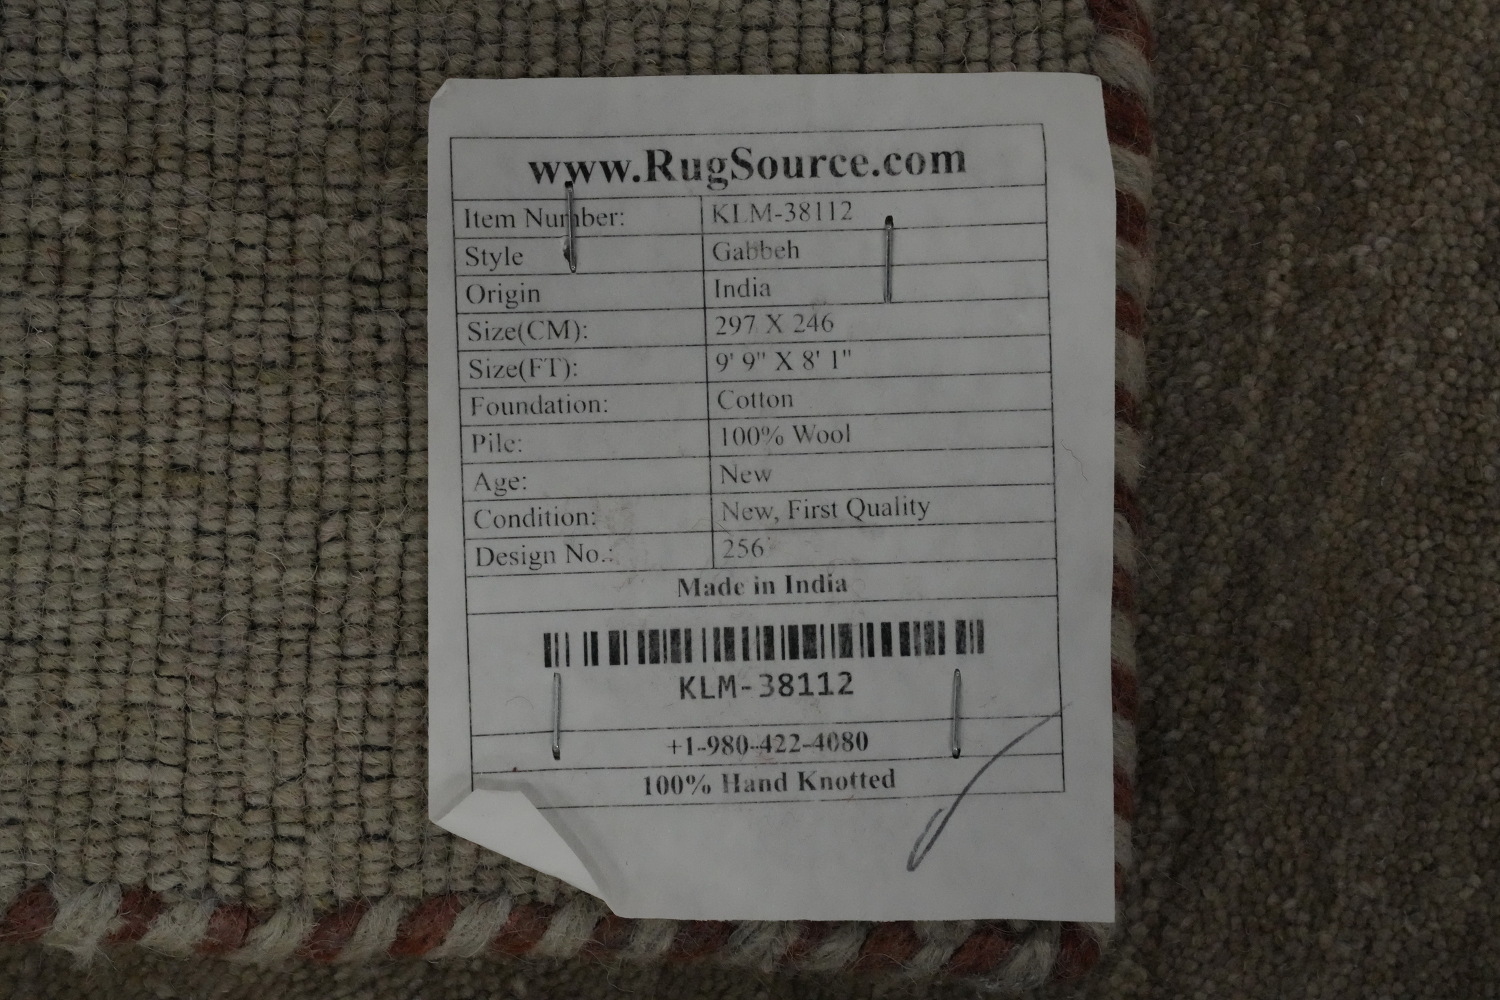 www.RugSource.com
Item Number: KLM-38112
Style Gabbeh
Origin India
Size(CM): 297 X 246
Size(FT): 9' 9" X 8' 1"
Foundation: Cotton
Pile: 100% Wool
Age: New
Condition: New, First Quality
Design No.: 256
Made in India
KLM-38112
+1-980-422-4080
100% Hand Knotted